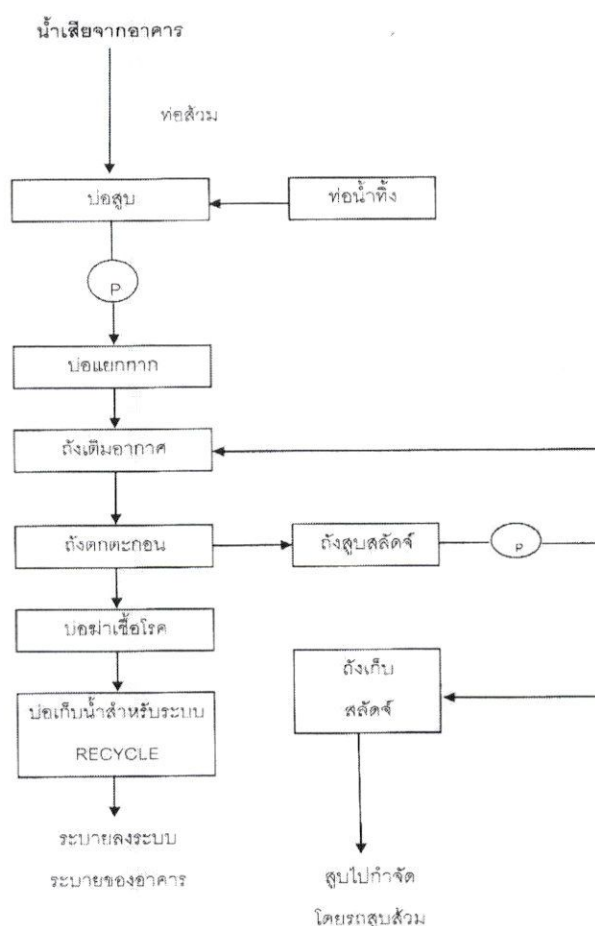 น้ำเสียจากอาคาร
ท่อส้วม
บ่อสูบ
ท่อน้ำทิ้ง
P
บ่อแยกกาก
ถังเติมอากาศ
ถังตกตะกอน
ถังสูบสลัดจ์
P
บ่อฆ่าเชื้อโรค
ถังเก็บ
สลัดจ์
บ่อเก็บน้ำสำหรับระบบ
RECYCLE
ระบายลงระบบ
ระบายของอาคาร
สูบไปกำจัด
โดยรถสูบส้วม